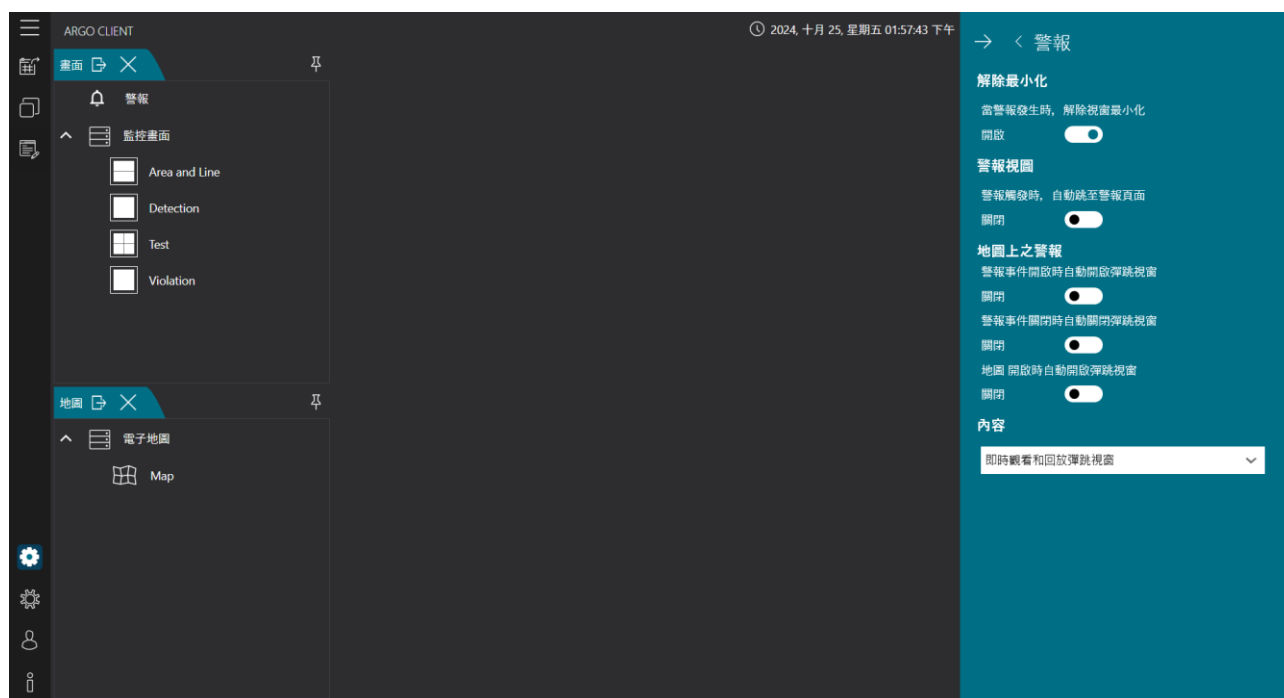 ARGO CLIENT
2024, 十月 25, 星期五 01:57:43 下午
畫面
警報
監控畫面
Area and Line
Detection
Test
Violation
地圖
電子地圖
Map
警報
解除最小化
當警報發生時, 解除視窗最小化
開啟
警報視圖
警報觸發時, 自動跳至警報頁面
關閉
地圖上之警報
警報事件開啟時自動開啟彈跳視窗
關閉
警報事件關閉時自動關閉彈跳視窗
關閉
地圖 開啟時自動開啟彈跳視窗
關閉
內容
即時觀看和回放彈跳視窗